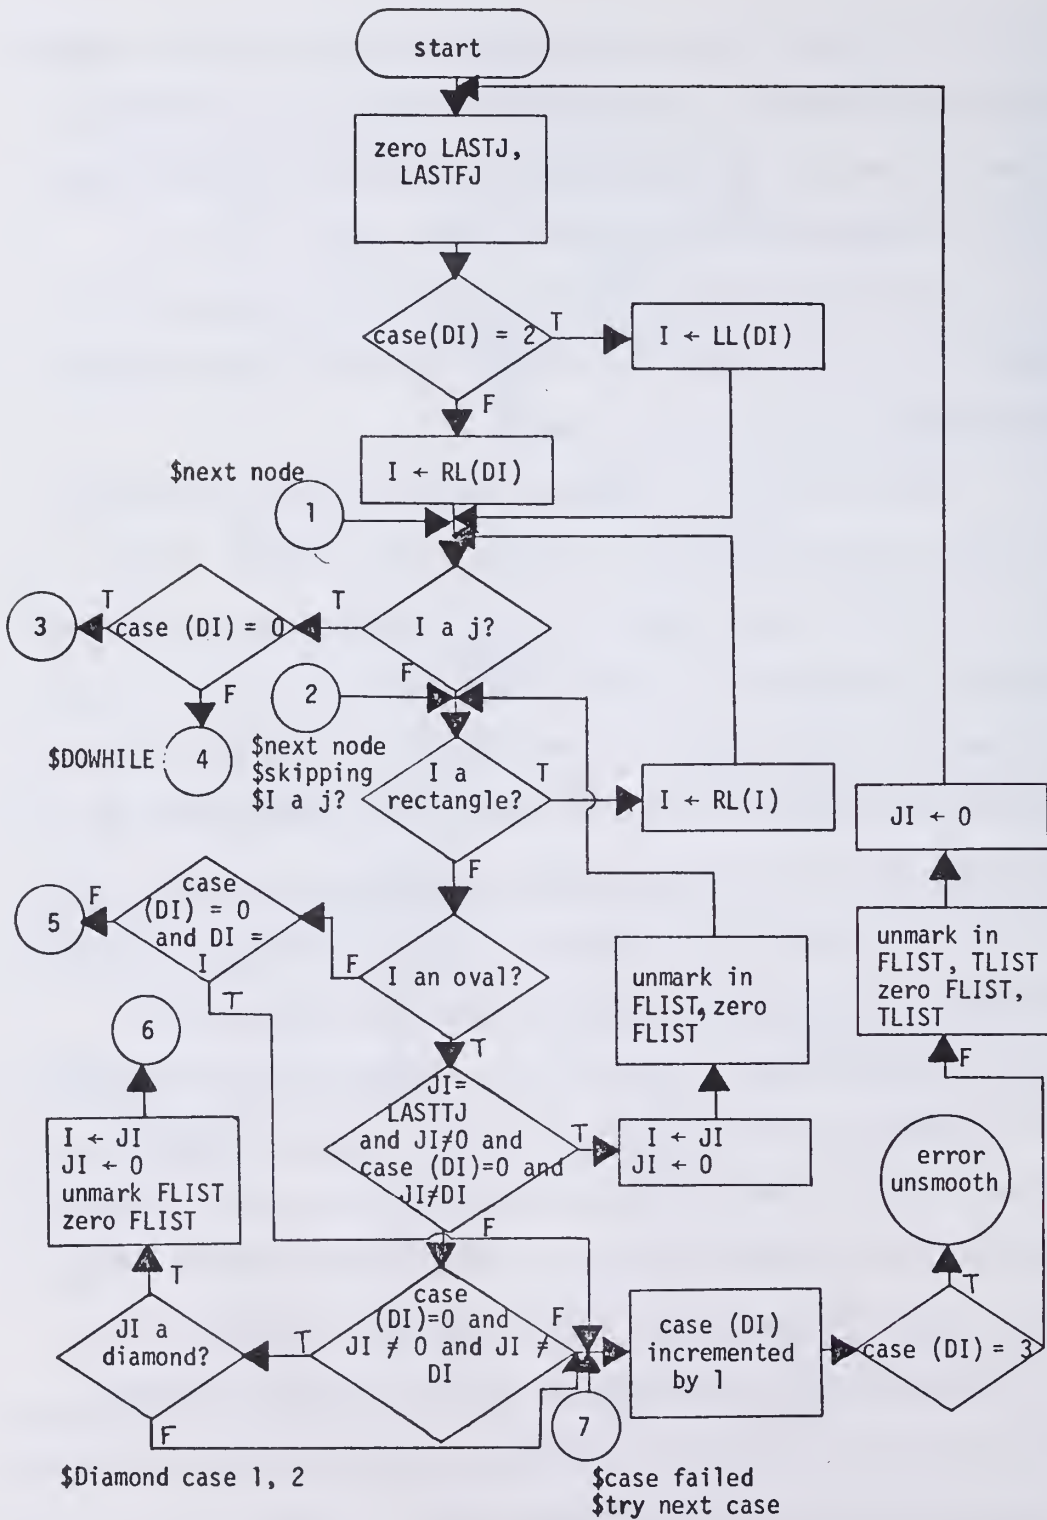 start
zero LASTJ,
LASTFJ
case(DI) = 2
T
I ← LL(DI)
F
I ← RL(DI)
$next node
1
I a j?
T
case (DI) = 0
T
3
F
4
$DOWHILE
F
2
$next node
$skipping
$I a j?
I a
rectangle?
T
I ← RL(I)
JI ← 0
F
case
(DI) = 0
and DI =
I
F
5
T
F
I an oval?
unmark in
FLIST, zero
FLIST
unmark in
FLIST, TLIST
zero FLIST,
TLIST
F
6
T
JI=
LASTTJ
and JI≠0 and
case (DI)=0 and
JI≠DI
T
I ← JI
JI ← 0
I ← JI
JI ← 0
unmark FLIST
zero FLIST
error
unsmooth
F
T
T
JI a
diamond?
T
case
(DI)=0 and
JI ≠ 0 and JI ≠
DI
F
case (DI)
incremented
by 1
case (DI) = 3
F
7
$Diamond case 1, 2
$case failed
$try next case